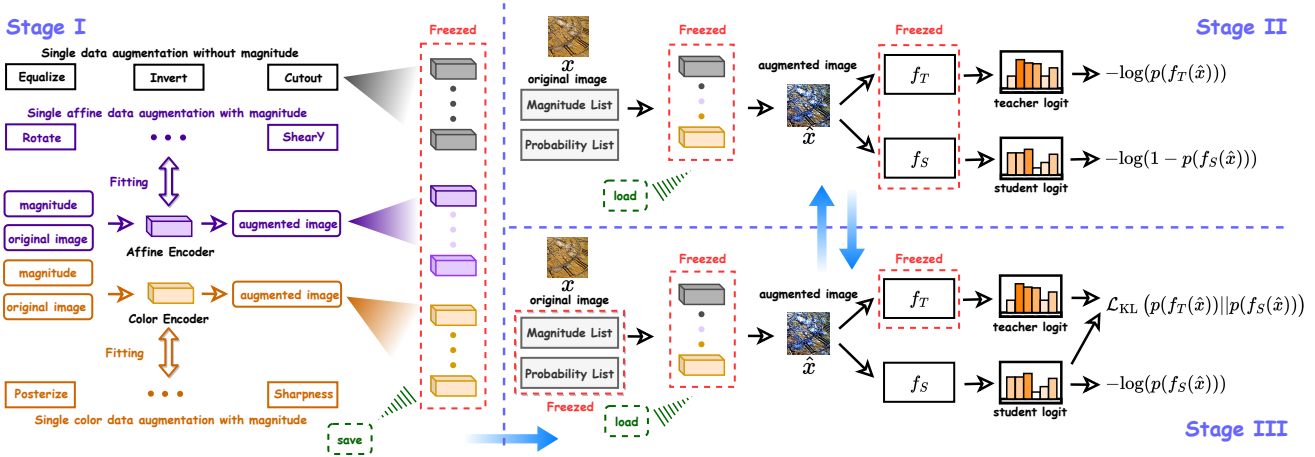 Stage I
Single data augmentation without magnitude
Equalize
Invert
Cutout
Single affine data augmentation with magnitude
Rotate
ShearY
Fitting
magnitude
original image
Affine Encoder
augmented image
magnitude
original image
Color Encoder
augmented image
Fitting
Posterize
Sharpness
Single color data augmentation with magnitude
save
Freezed
Stage II
x
original image
Magnitude List
Probability List
Freezed
load
augmented image
x̂
Freezed
f_T
f_S
teacher logit
student logit
−log(p(f_T(x̂)))
−log(1 − p(f_S(x̂)))
x
original image
Magnitude List
Probability List
Freezed
Freezed
load
augmented image
x̂
Freezed
f_T
f_S
teacher logit
student logit
ℒ_KL (p(f_T(x̂))||p(f_S(x̂)))
−log(p(f_S(x̂)))
Stage III